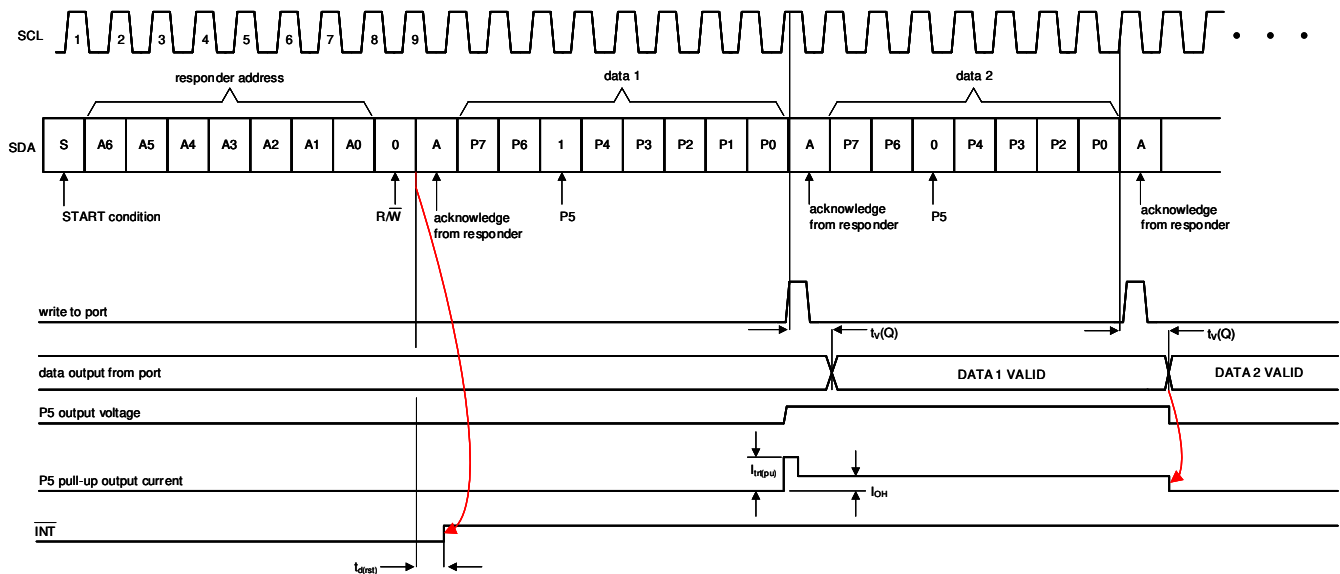 SCL 1 2 3 4 5 6 7 8 9
responder address data 1 data 2
SDA S A6 A5 A4 A3 A2 A1 A0 0 A P7 P6 1 P4 P3 P2 P1 P0 A P7 P6 0 P4 P3 P2 P0 A
START condition R/W̅ acknowledge from responder P5 acknowledge from responder P5 acknowledge from responder
write to port
tV(Q) tV(Q)
data output from port DATA 1 VALID DATA 2 VALID
P5 output voltage
Itrt(pu)
P5 pull-up output current
IOH
I̅N̅T̅
td(rst)